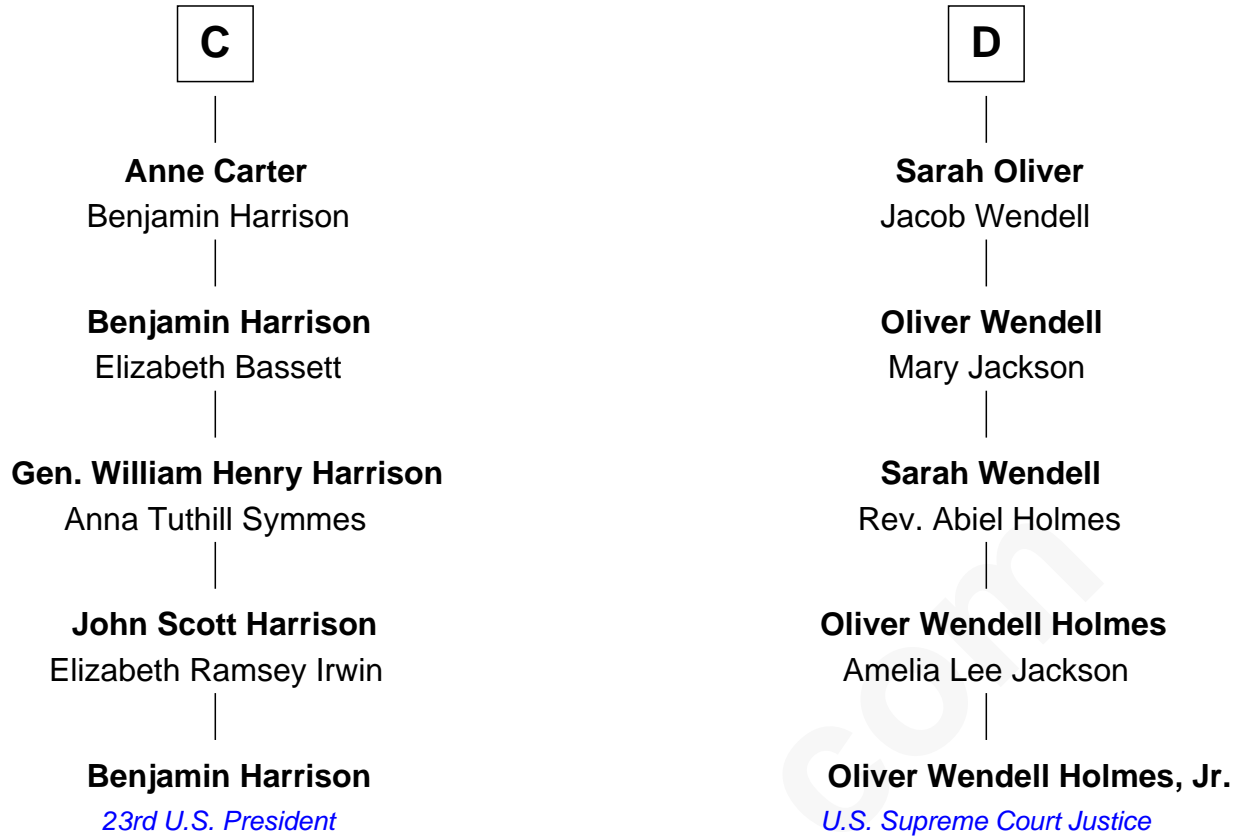 C
Anne Carter
Benjamin Harrison
Benjamin Harrison
Elizabeth Bassett
Gen. William Henry Harrison
Anna Tuthill Symmes
John Scott Harrison
Elizabeth Ramsey Irwin
Benjamin Harrison
23rd U.S. President
D
Sarah Oliver
Jacob Wendell
Oliver Wendell
Mary Jackson
Sarah Wendell
Rev. Abiel Holmes
Oliver Wendell Holmes
Amelia Lee Jackson
Oliver Wendell Holmes, Jr.
U.S. Supreme Court Justice
com